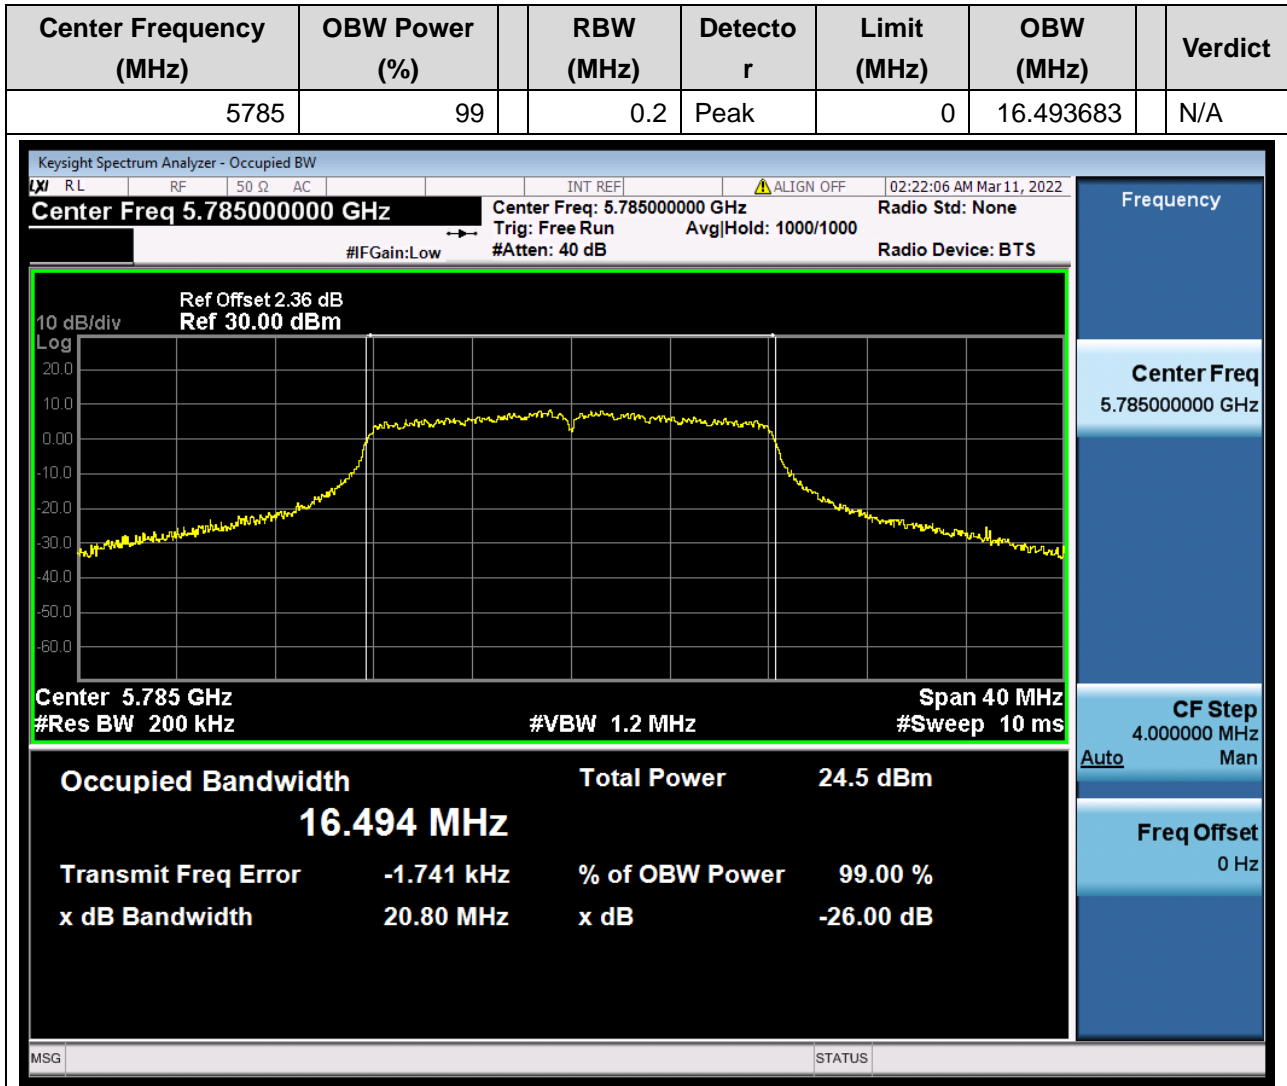 Center Frequency (MHz) OBW Power (%) RBW (MHz) Detecto r Limit (MHz) OBW (MHz) Verdict
5785 99 0.2 Peak 0 16.493683 N/A
Keysight Spectrum Analyzer - Occupied BW
LXI RL RF 50 Ω AC INT REF ALIGN OFF 02:22:06 AM Mar 11, 2022
Center Freq 5.785000000 GHz
Center Freq: 5.785000000 GHz Radio Std: None
Trig: Free Run Avg|Hold: 1000/1000
#IFGain:Low #Atten: 40 dB Radio Device: BTS
Ref Offset 2.36 dB
10 dB/div Ref 30.00 dBm
Log
20.0
10.0
0.00
-10.0
-20.0
-30.0
-40.0
-50.0
-60.0
Center 5.785 GHz Span 40 MHz
#Res BW 200 kHz #VBW 1.2 MHz #Sweep 10 ms
Occupied Bandwidth Total Power 24.5 dBm
16.494 MHz
Transmit Freq Error -1.741 kHz % of OBW Power 99.00 %
x dB Bandwidth 20.80 MHz x dB -26.00 dB
MSG STATUS
Frequency
Center Freq
5.785000000 GHz
CF Step
4.000000 MHz
Auto Man
Freq Offset
0 Hz